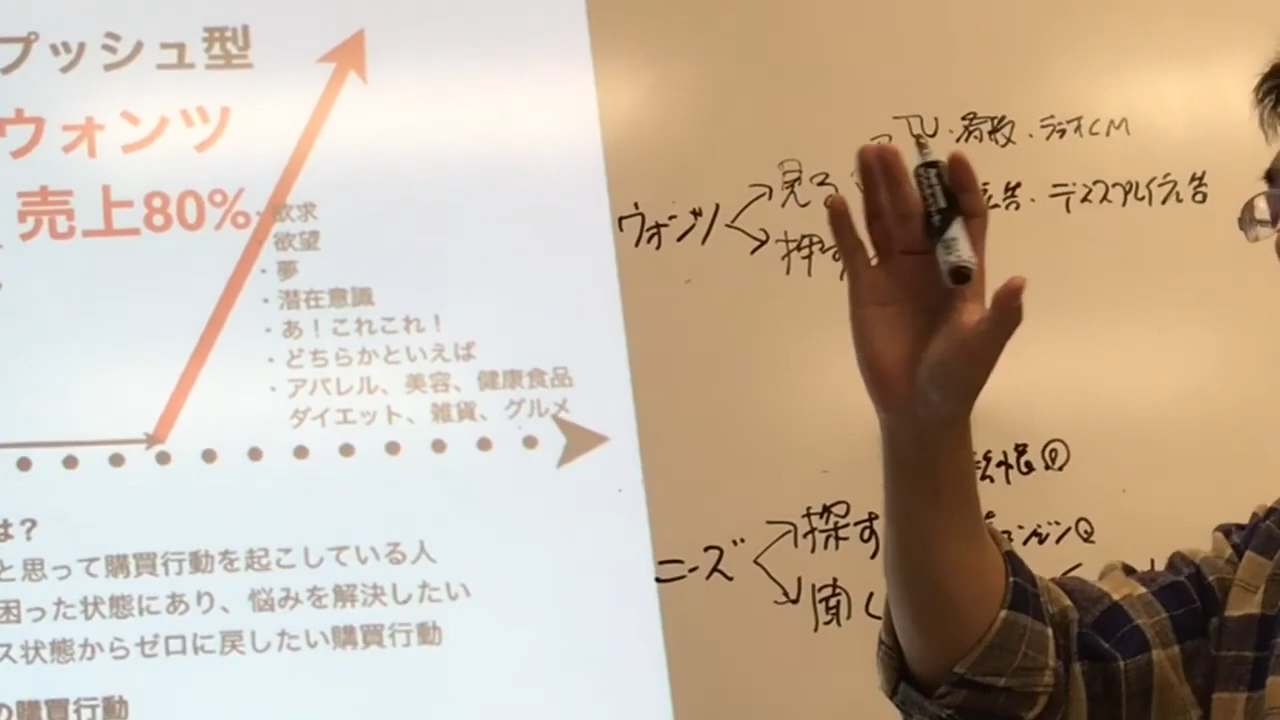 プッシュ型
ウォンツ
売上80%
・欲求
・欲望
・夢
・潜在意識
・あ！これこれ！
・どちらかといえば
・アパレル、美容、健康食品
ダイエット、雑貨、グルメ
は？
と思って購買行動を起こしている人
困った状態にあり、悩みを解決したい
ス状態からゼロに戻したい購買行動
の購買行動
TV・看板・ラジオCM
ウォンツ
見る
告・ディスプレイ広告
押す
ニーズ
探す
ンジン
聞く